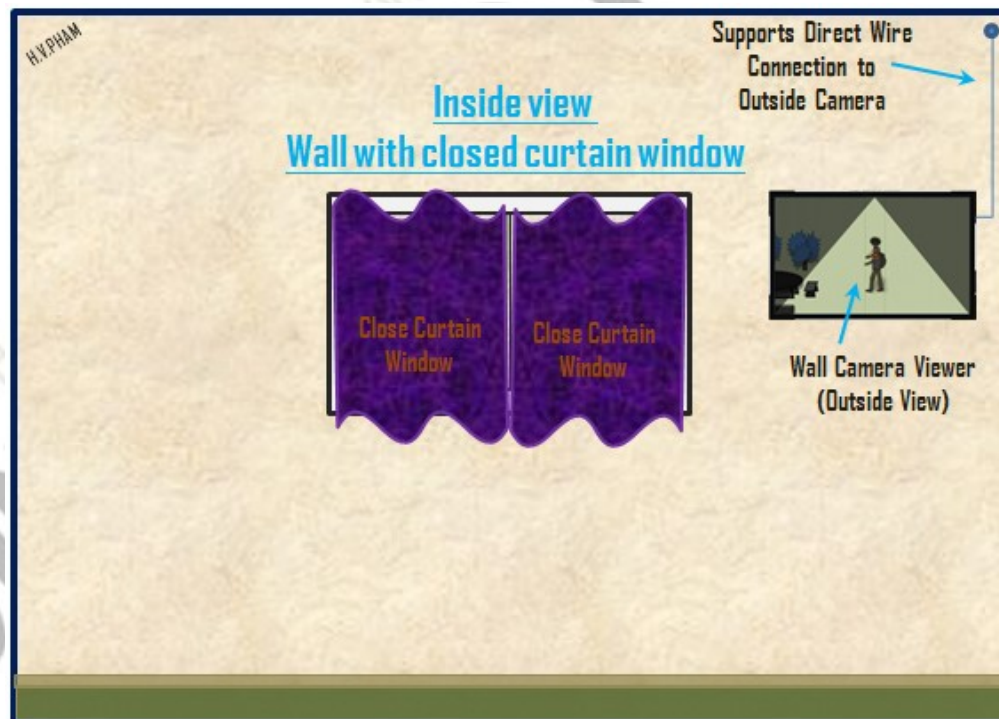 H.V.PHAM
Supports Direct Wire
Connection to
Outside Camera
Inside view
Wall with closed curtain window
Close Curtain
Window
Close Curtain
Window
Wall Camera Viewer
(Outside View)